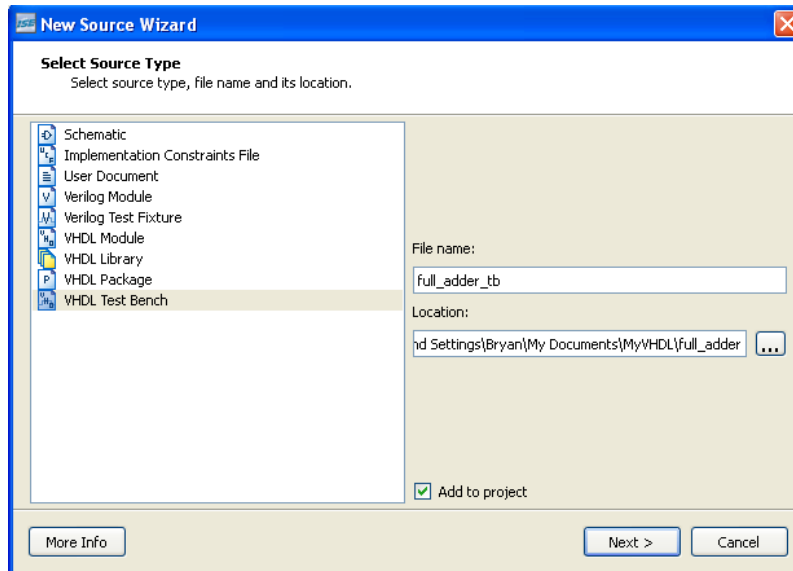 ISE New Source Wizard
Select Source Type
Select source type, file name and its location.
Schematic
Implementation Constraints File
User Document
Verilog Module
Verilog Test Fixture
VHDL Module
VHDL Library
VHDL Package
VHDL Test Bench
File name:
full_adder_tb
Location:
nd Settings\Bryan\My Documents\MyVHDL\full_adder
...
Add to project
More Info
Next >
Cancel